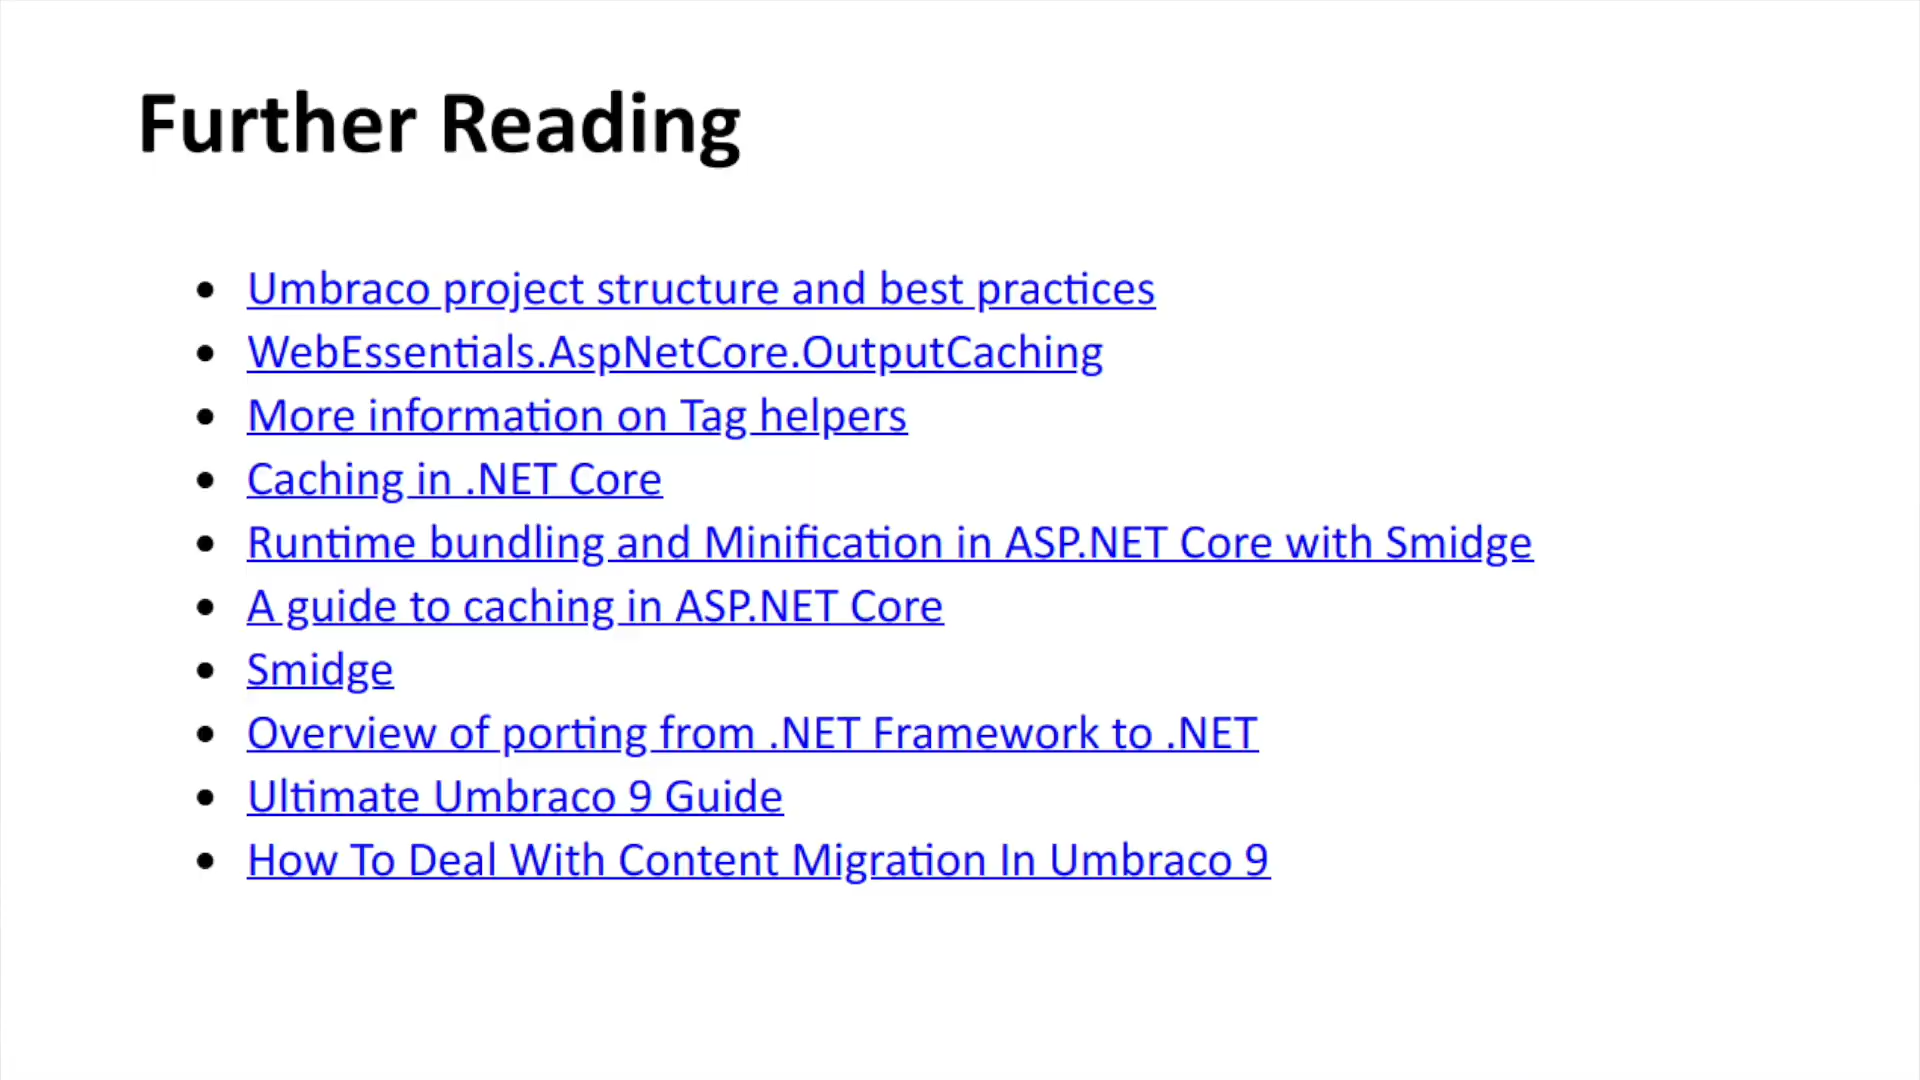 Further Reading
Umbraco project structure and best practices
WebEssentials.AspNetCore.OutputCaching
More information on Tag helpers
Caching in .NET Core
Runtime bundling and Minification in ASP.NET Core with Smidge
A guide to caching in ASP.NET Core
Smidge
Overview of porting from .NET Framework to .NET
Ultimate Umbraco 9 Guide
How To Deal With Content Migration In Umbraco 9